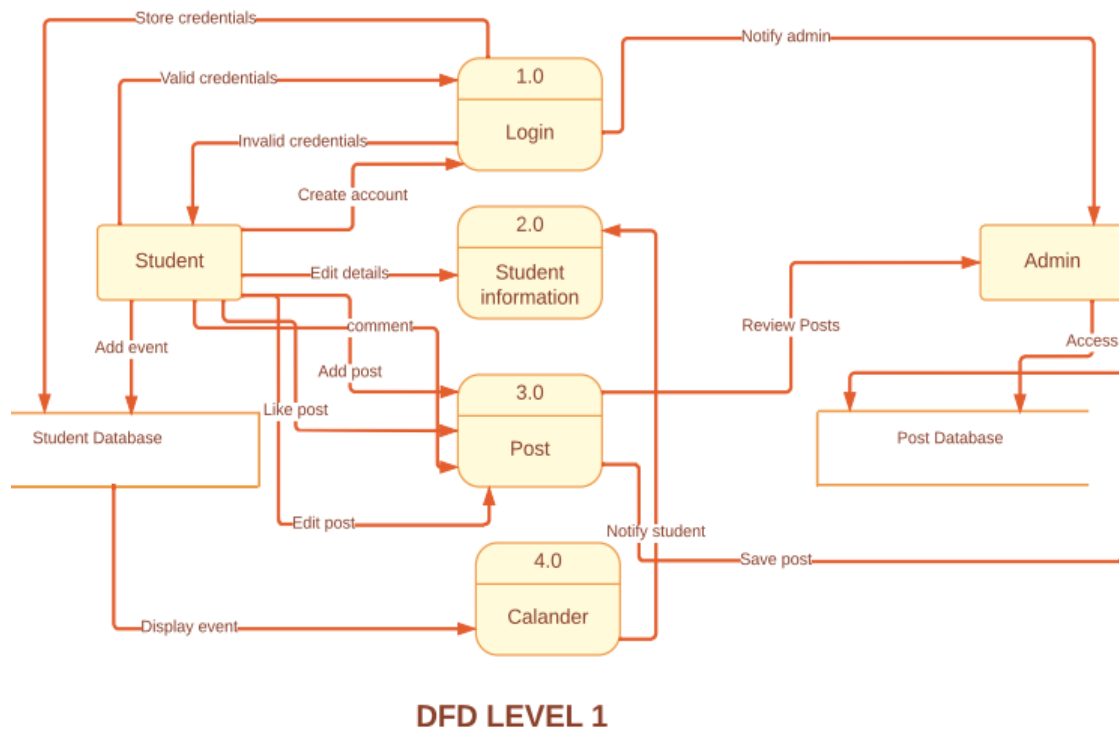 Store credentials
Notify admin
1.0
Valid credentials
Login
Invalid credentials
Create account
2.0
Student
Edit details
Student
information
Admin
comment
Review Posts
Access
Add event
Add post
3.0
Like post
Student Database
Post
Post Database
Edit post
Notify student
4.0
Save post
Calander
Display event
DFD LEVEL 1